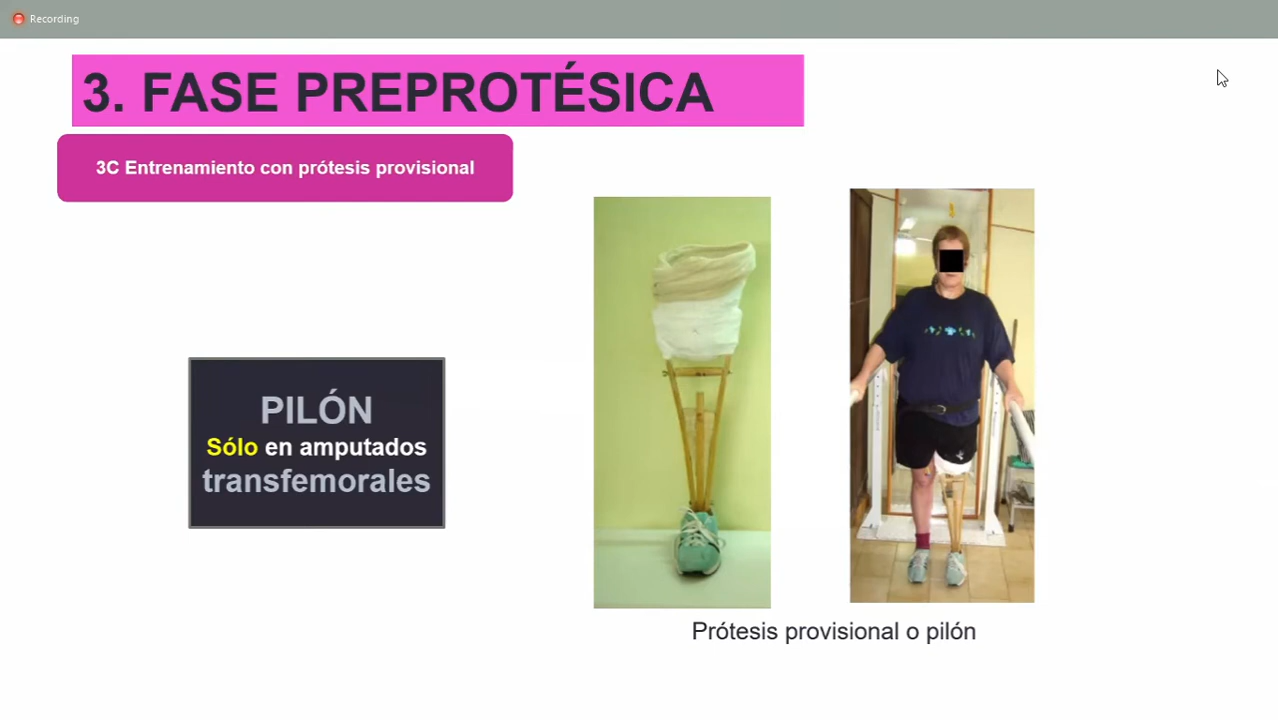 Recording
3. FASE PREPROTÉSICA
3C Entrenamiento con prótesis provisional
PILÓN
Sólo en amputados
transfemorales
Prótesis provisional o pilón